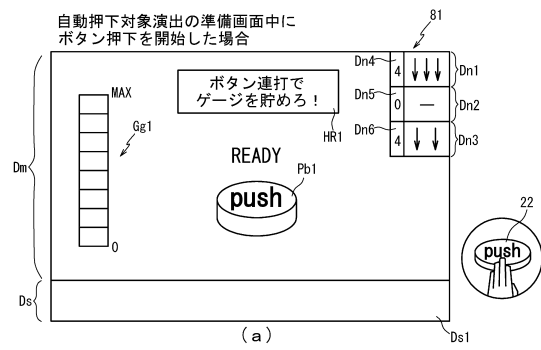 自動押下対象演出の準備画面中に
ボタン押下を開始した場合
81
Dn4
4
Dn1
Dn5
0
—
Dn2
Dn6
4
Dn3
ボタン連打で
ゲージを貯めろ！
HR1
MAX
Gg1
0
Dm
READY
Pb1
push
22
push
Ds
Ds1
(a)